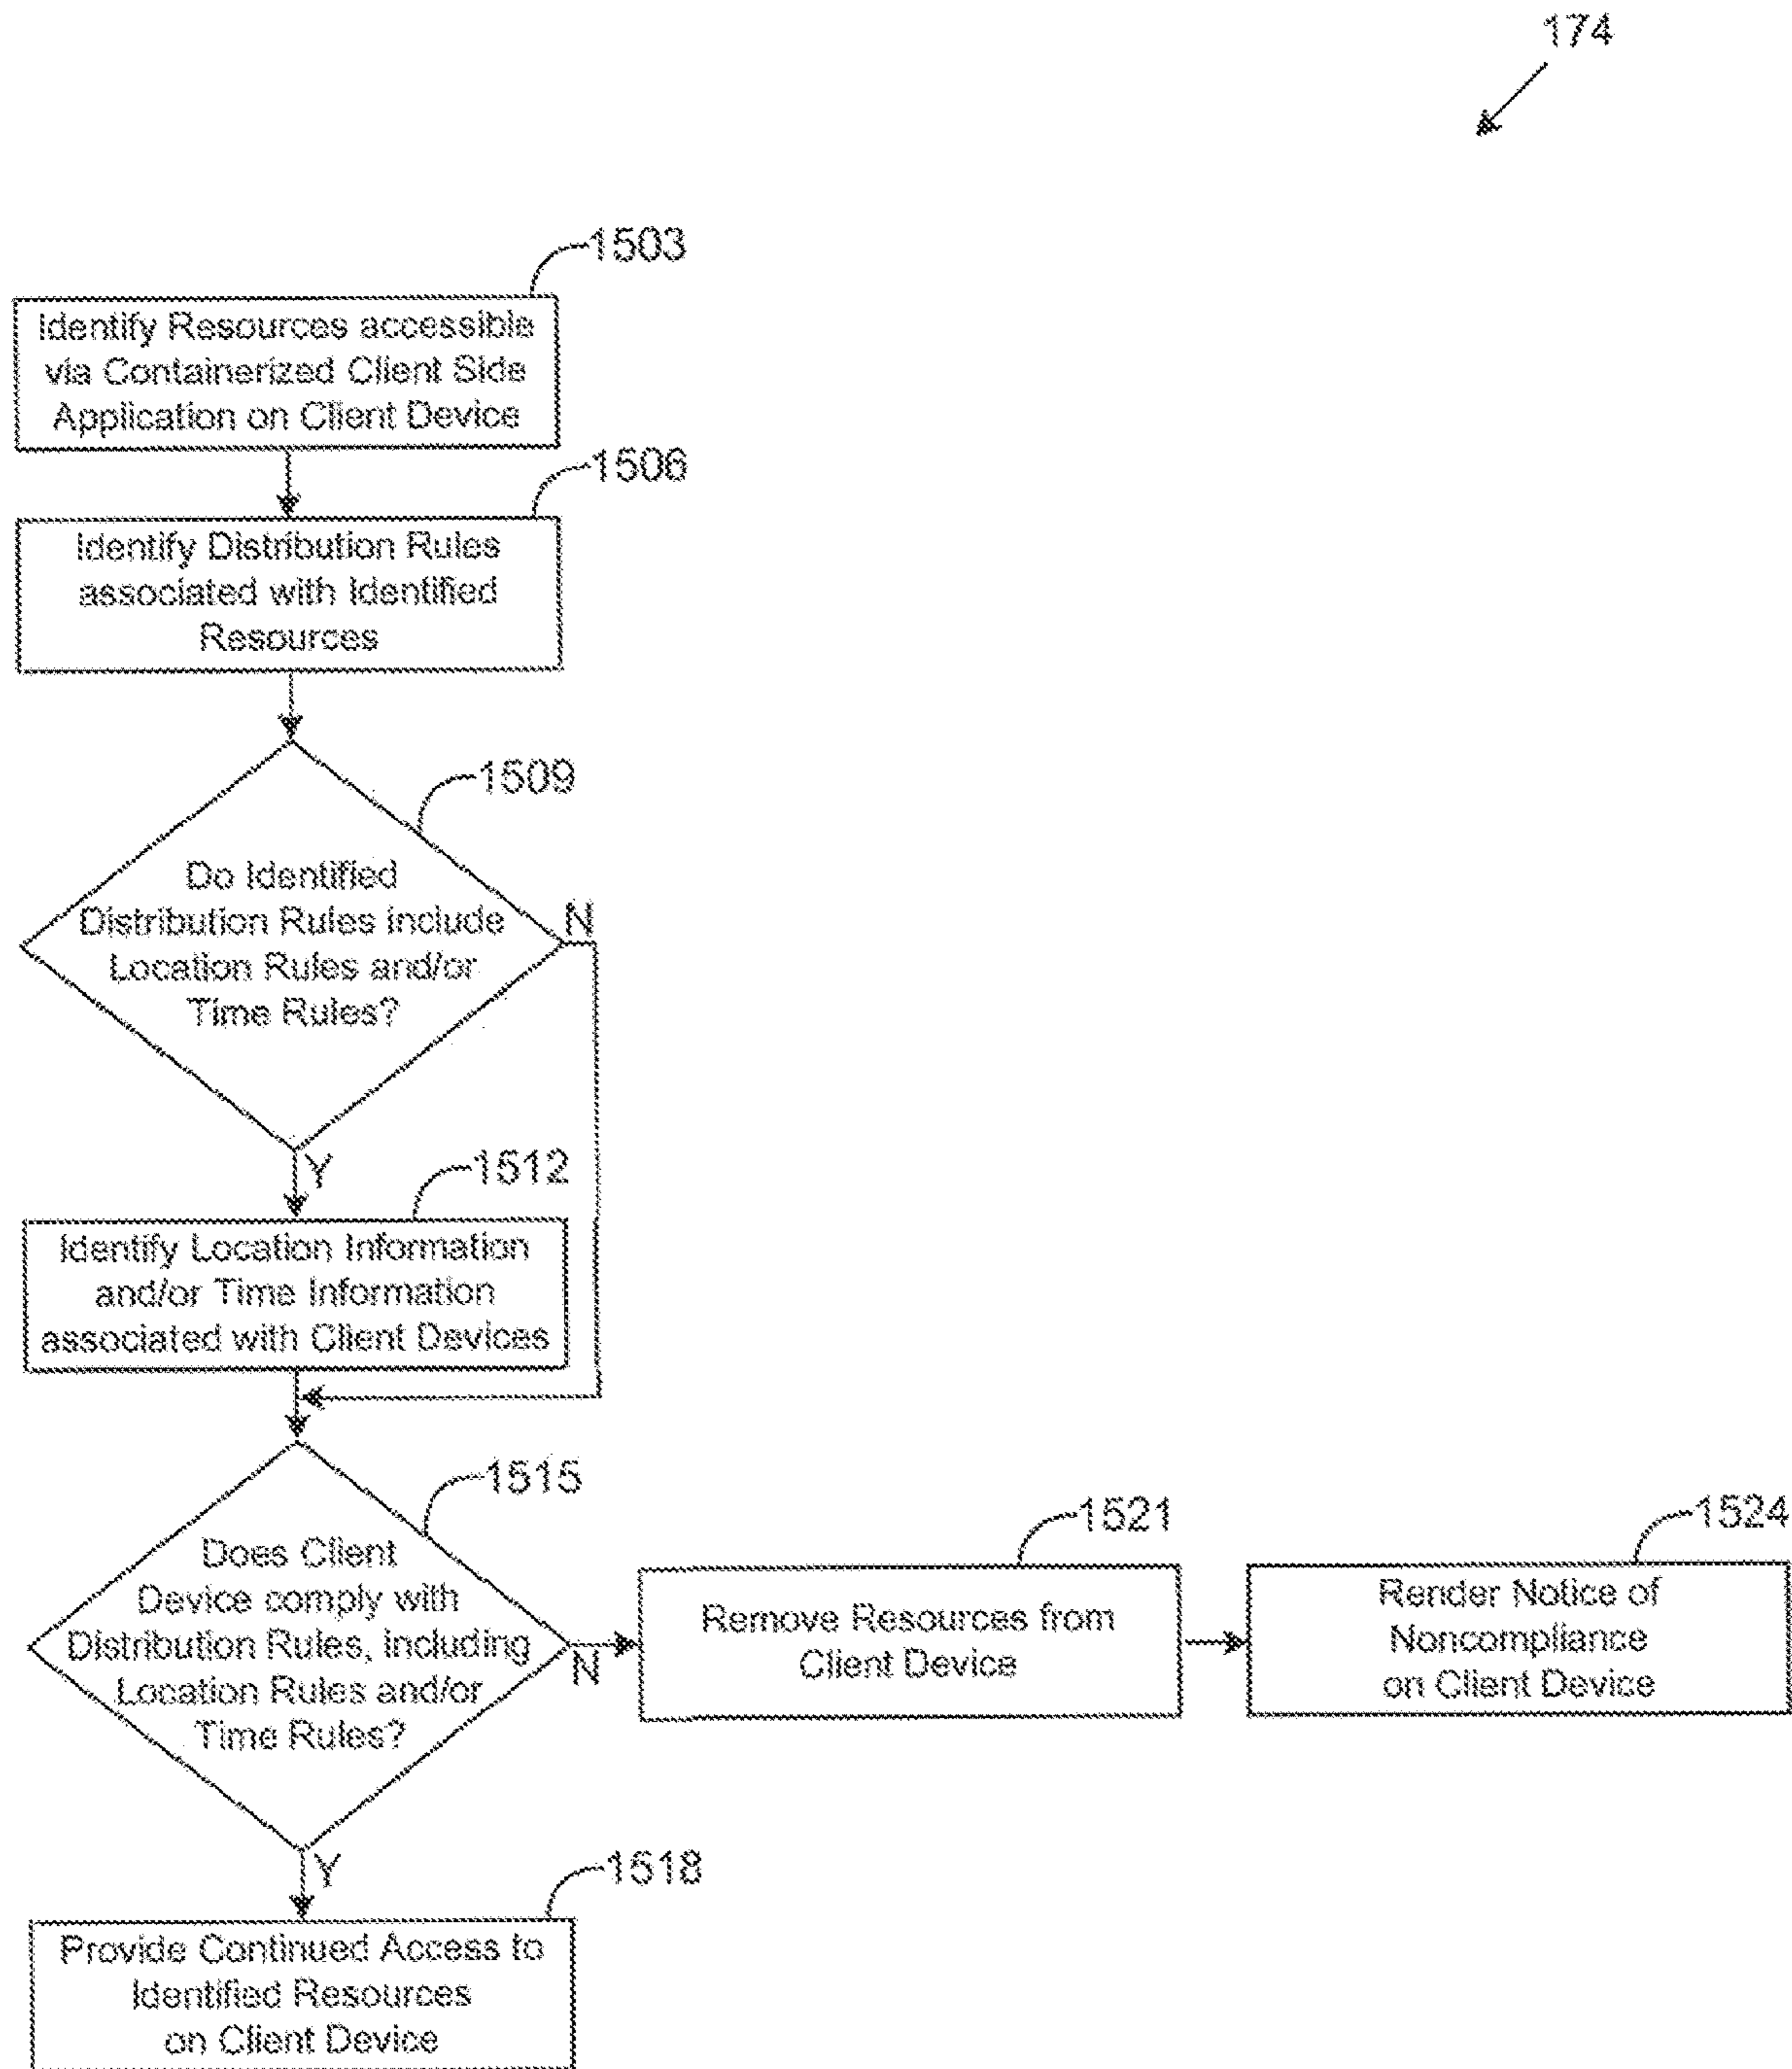 174
1503
Identify Resources accessible
via Containerized Client Side
Application on Client Device
1506
Identify Distribution Rules
associated with Identified
Resources
1509
Do Identified
Distribution Rules include
Location Rules and/or
Time Rules?
N
Y
1512
Identify Location Information
and/or Time Information
associated with Client Devices
1515
Does Client
Device comply with
Distribution Rules, including
Location Rules and/or
Time Rules?
N
1521
Remove Resources from
Client Device
1524
Render Notice of
Noncompliance
on Client Device
Y
1518
Provide Continued Access to
Identified Resources
on Client Device